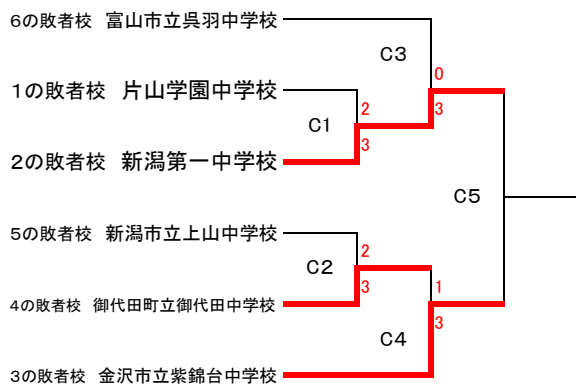 6の敗者校 富山市立呉羽中学校
C3
0
1の敗者校 片山学園中学校
2
3
C1
3
2の敗者校 新潟第一中学校
C5
5の敗者校 新潟市立上山中学校
2
C2
3
1
4の敗者校 御代田町立御代田中学校
3
C4
3の敗者校 金沢市立紫錦台中学校